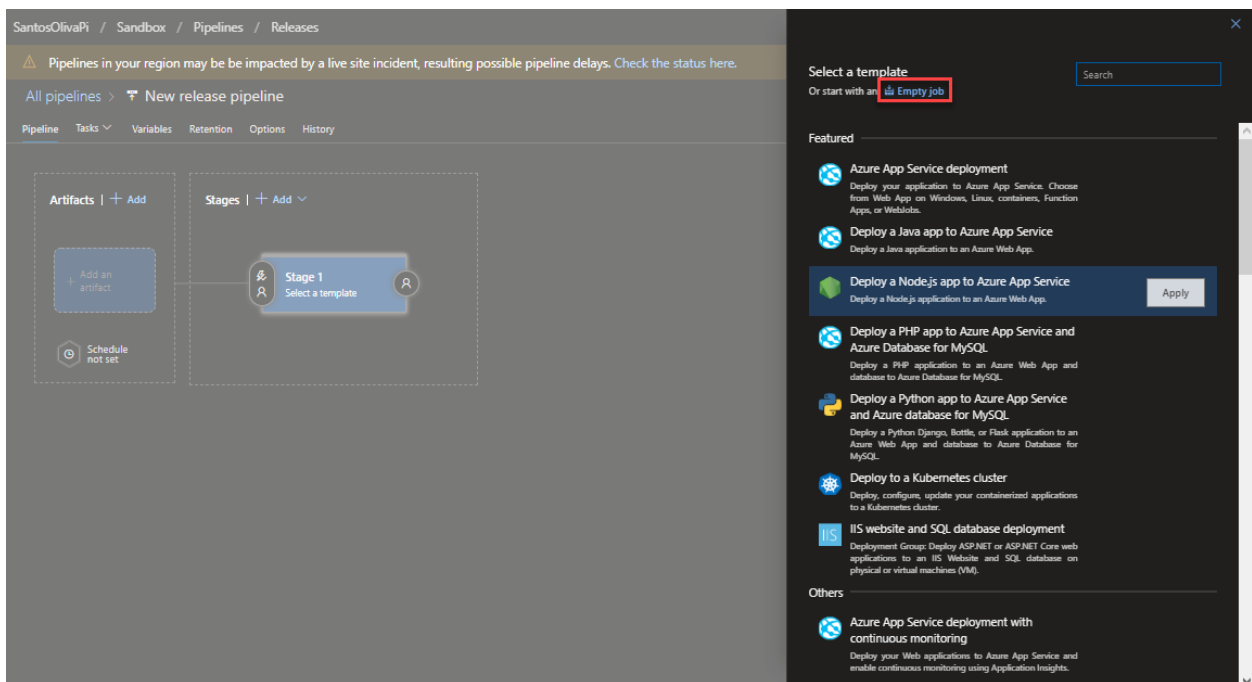 SantosOlivaPi / Sandbox / Pipelines / Releases
Pipelines in your region may be be impacted by a live site incident, resulting possible pipeline delays. Check the status here.
All pipelines > New release pipeline
Pipeline Tasks Variables Retention Options History
Artifacts | + Add
Stages | + Add
+ Add an
artifact
Schedule
not set
Stage 1
Select a template
Select a template
Or start with an Empty job
Search
Featured
Azure App Service deployment
Deploy your application to Azure App Service. Choose
from Web App on Windows, Linux, containers, Function
Apps, or WebJobs.
Deploy a Java app to Azure App Service
Deploy a Java application to an Azure Web App.
Deploy a Node.js app to Azure App Service
Deploy a Node.js application to an Azure Web App.
Apply
Deploy a PHP app to Azure App Service and
Azure Database for MySQL
Deploy a PHP application to an Azure Web App and
database to Azure Database for MySQL.
Deploy a Python app to Azure App Service
and Azure database for MySQL
Deploy a Python Django, Bottle, or Flask application to an
Azure Web App and database to Azure Database for
MySQL.
Deploy to a Kubernetes cluster
Deploy, configure, update your containerized applications
to a Kubernetes cluster.
IIS
IIS website and SQL database deployment
Deployment Group: Deploy ASP.NET or ASP.NET Core web
applications to an IIS Website and SQL database on
physical or virtual machines (VM).
Others
Azure App Service deployment with
continuous monitoring
Deploy your Web applications to Azure App Service and
enable continuous monitoring using Application Insights.